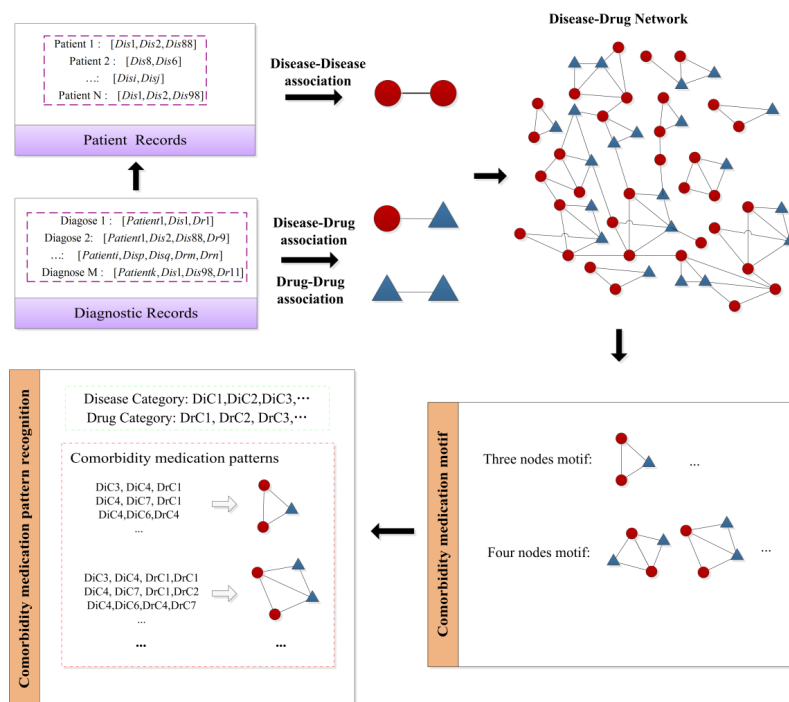 Disease-Drug Network
Patient 1 : [Dis1,Dis2,Dis88]
Patient 2 : [Dis8,Dis6]
…: [Disi,Disj]
Patient N : [Dis1,Dis2,Dis98]
Patient Records
Disease-Disease
association
Diagose 1 : [Patient1,Dis1,Dr1]
Diagose 2: [Patient1,Dis2,Dis88,Dr9]
…: [Patienti,Disp,Disq,Drm,Drn]
Diagnose M : [Patientk,Dis1,Dis98,Dr11]
Diagnostic Records
Disease-Drug
association
Drug-Drug
association
Comorbidity medication pattern recognition
Disease Category: DiC1,DiC2,DiC3,⋯
Drug Category: DrC1, DrC2, DrC3,⋯
Comorbidity medication patterns
DiC3, DiC4, DrC1
DiC4, DiC7, DrC1
DiC4,DiC6,DrC4
...
DiC3, DiC4, DrC1,DrC1
DiC4, DiC7, DrC1,DrC2
DiC4,DiC6,DrC4,DrC7
...
... ...
Comorbidity medication motif
Three nodes motif: ...
Four nodes motif: ...